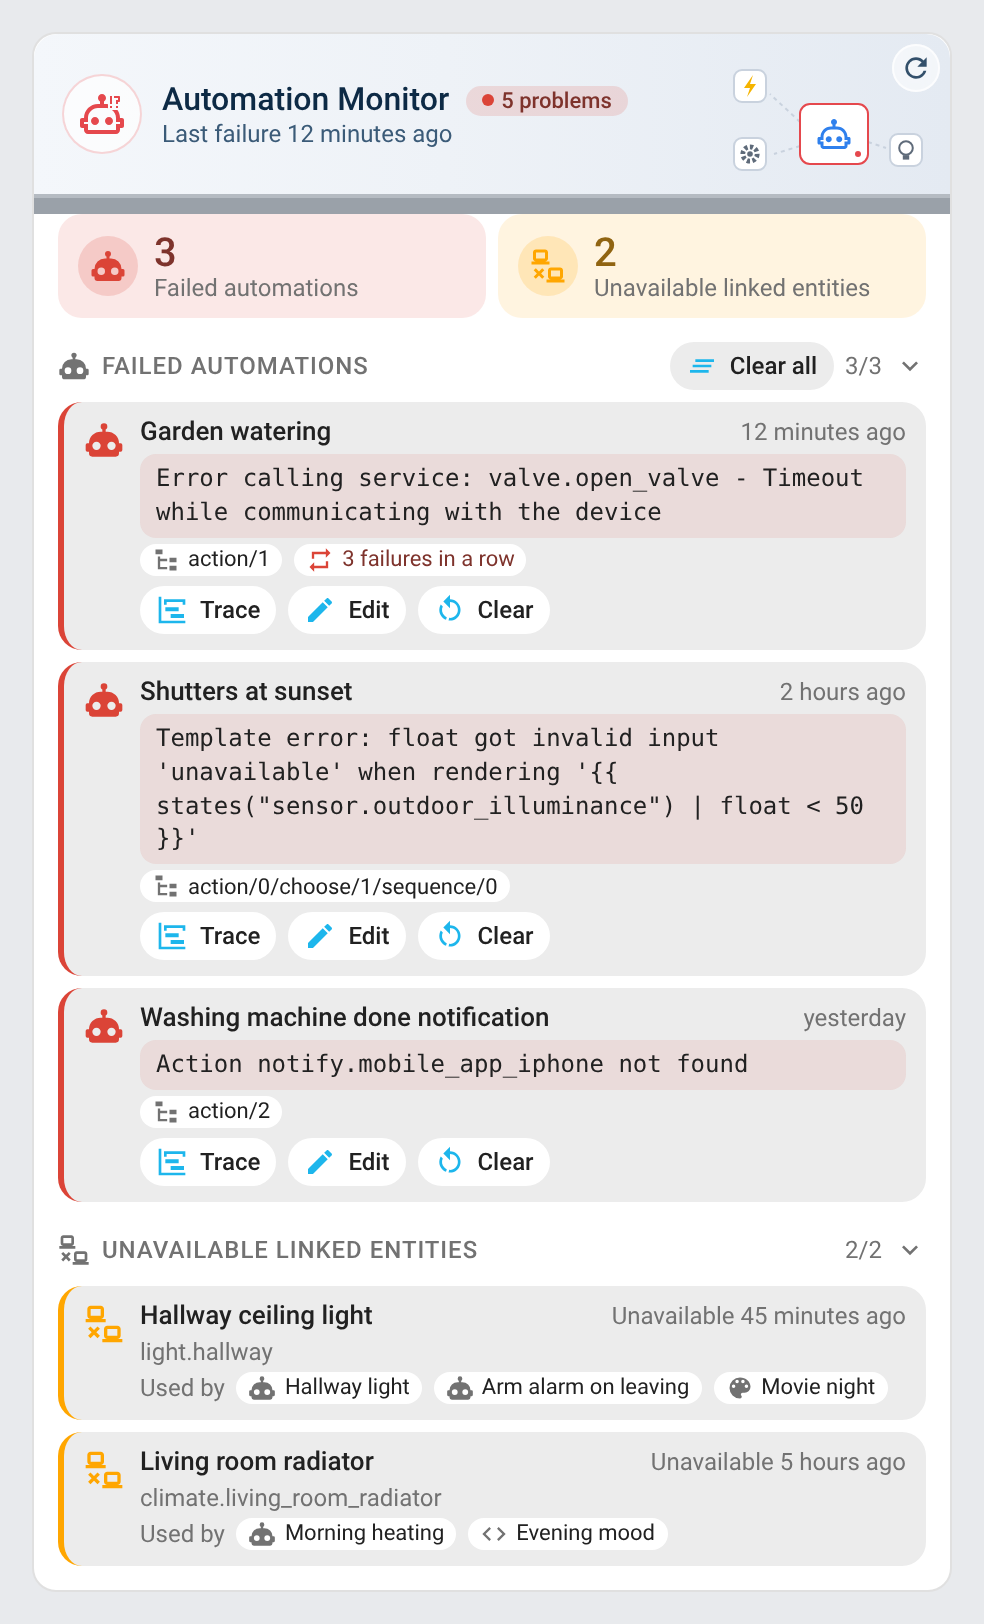 Automation Monitor
5 problems
Last failure 12 minutes ago
3
Failed automations
2
Unavailable linked entities
FAILED AUTOMATIONS
Clear all
3/3
Garden watering
12 minutes ago
Error calling service: valve.open_valve - Timeout
while communicating with the device
action/1
3 failures in a row
Trace
Edit
Clear
Shutters at sunset
2 hours ago
Template error: float got invalid input
'unavailable' when rendering '{{
states("sensor.outdoor_illuminance") | float < 50
}}'
action/0/choose/1/sequence/0
Trace
Edit
Clear
Washing machine done notification
yesterday
Action notify.mobile_app_iphone not found
action/2
Trace
Edit
Clear
UNAVAILABLE LINKED ENTITIES
2/2
Hallway ceiling light
Unavailable 45 minutes ago
light.hallway
Used by
Hallway light
Arm alarm on leaving
Movie night
Living room radiator
Unavailable 5 hours ago
climate.living_room_radiator
Used by
Morning heating
Evening mood